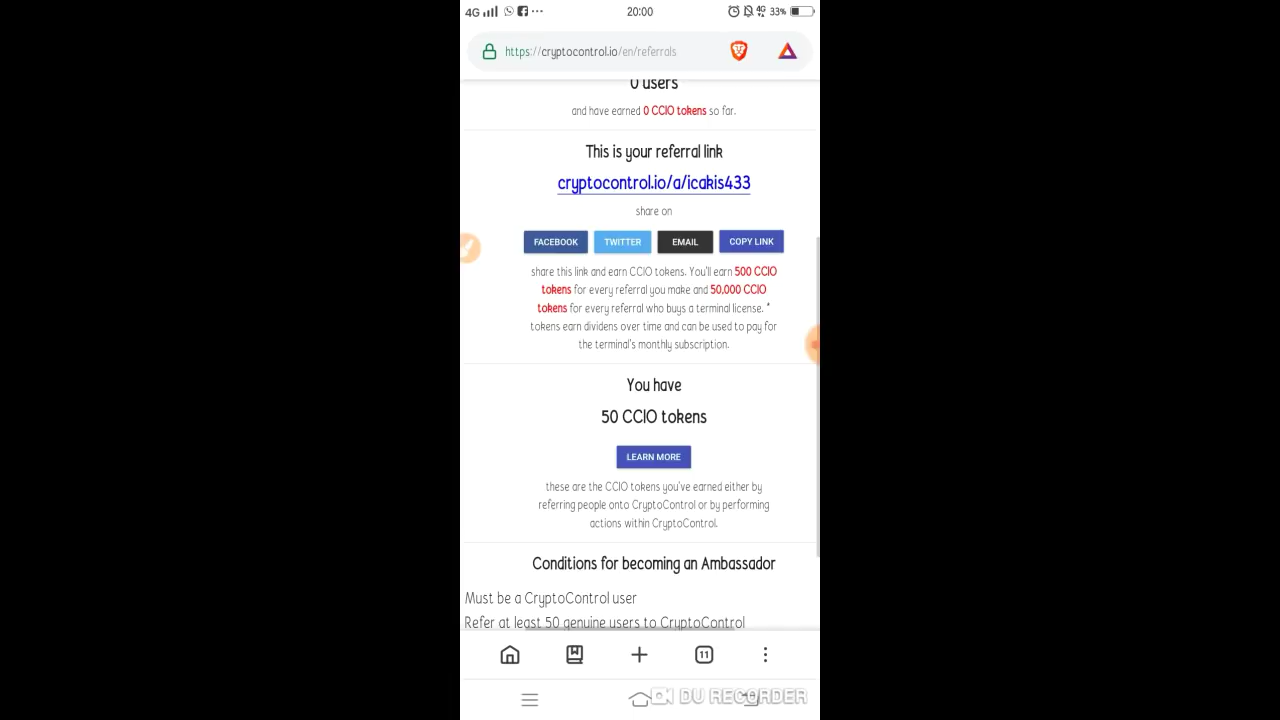 4G 20:00 4G 33%
https://cryptocontrol.io/en/referrals
0 users
and have earned 0 CCIO tokens so far.
This is your referral link
cryptocontrol.io/a/icakis433
share on
FACEBOOK TWITTER EMAIL COPY LINK
share this link and earn CCIO tokens. You'll earn 500 CCIO
tokens for every referral you make and 50,000 CCIO
tokens for every referral who buys a terminal license. *
tokens earn dividens over time and can be used to pay for
the terminal's monthly subscription.
You have
50 CCIO tokens
LEARN MORE
these are the CCIO tokens you've earned either by
referring people onto CryptoControl or by performing
actions within CryptoControl.
Conditions for becoming an Ambassador
Must be a CryptoControl user
Refer at least 50 genuine users to CryptoControl
11
DU RECORDER